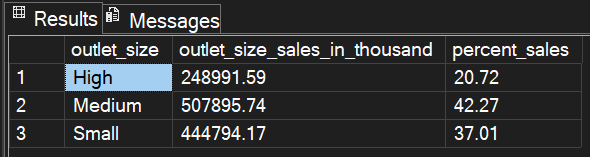 Results Messages
outlet_size outlet_size_sales_in_thousand percent_sales
1 High 248991.59 20.72
2 Medium 507895.74 42.27
3 Small 444794.17 37.01